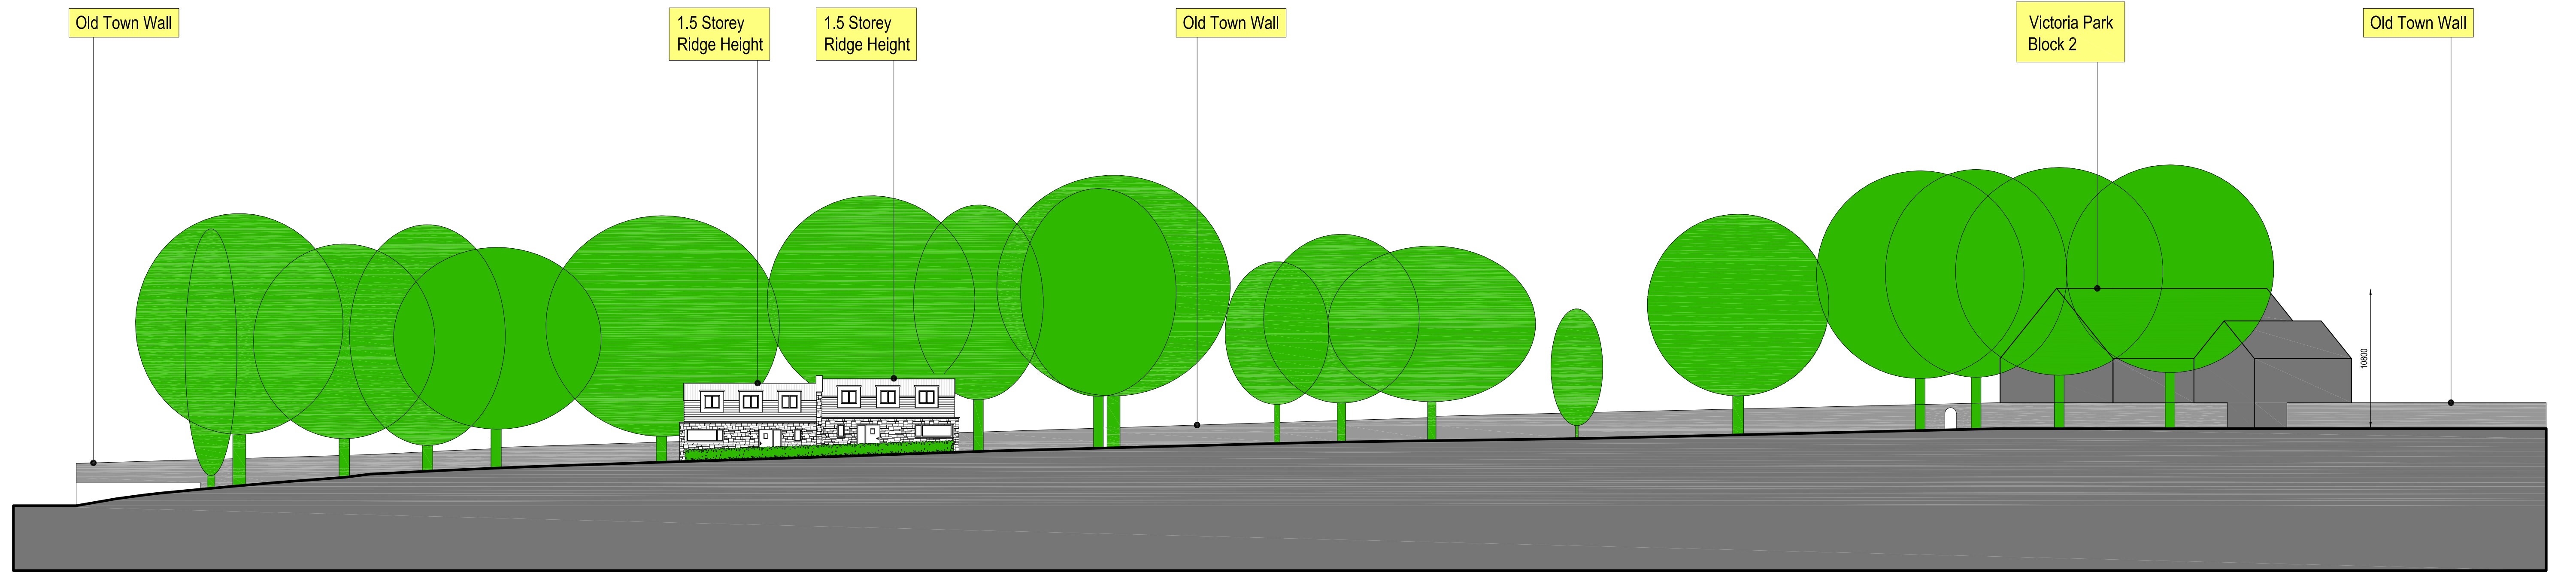 Old Town Wall
1.5 Storey
Ridge Height
1.5 Storey
Ridge Height
Old Town Wall
Victoria Park
Block 2
Old Town Wall
10800